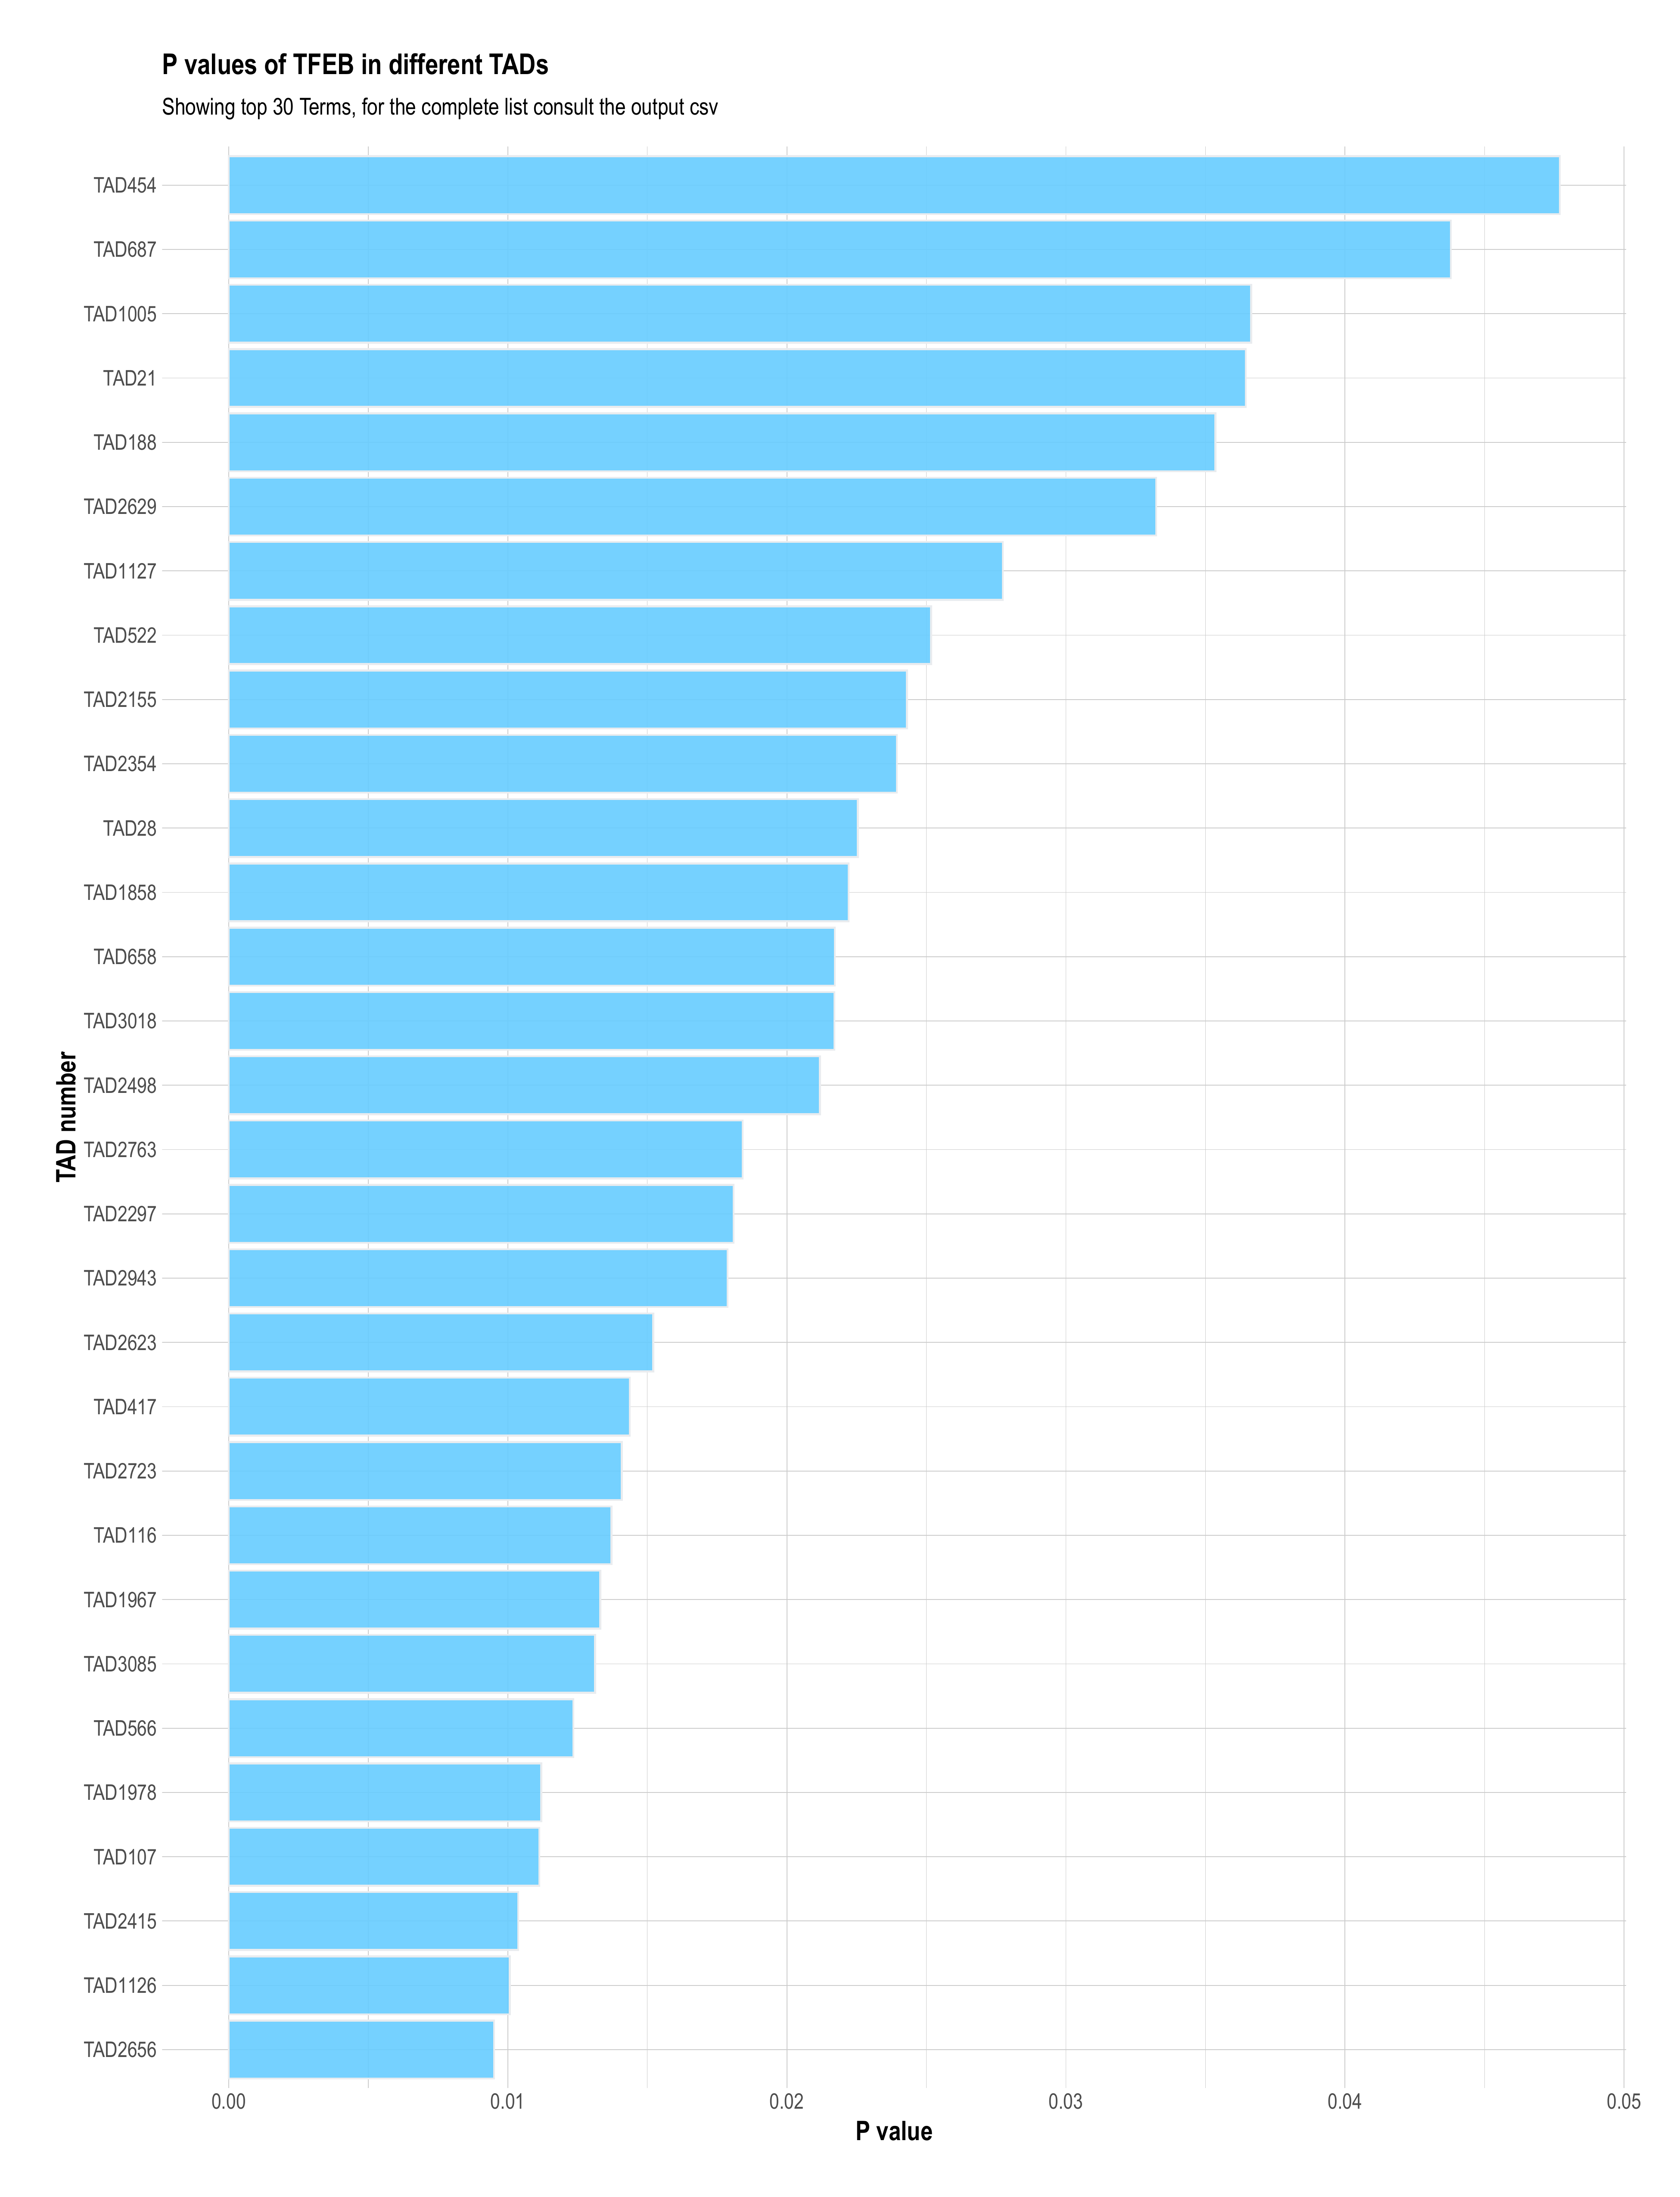 P values of TFEB in different TADs
Showing top 30 Terms, for the complete list consult the output csv
TAD454
TAD687
TAD1005
TAD21
TAD188
TAD2629
TAD1127
TAD522
TAD2155
TAD2354
TAD28
TAD1858
TAD658
TAD3018
TAD2498
TAD2763
TAD2297
TAD2943
TAD2623
TAD417
TAD2723
TAD116
TAD1967
TAD3085
TAD566
TAD1978
TAD107
TAD2415
TAD1126
TAD2656
TAD number
0.00 0.01 0.02 0.03 0.04 0.05
P value